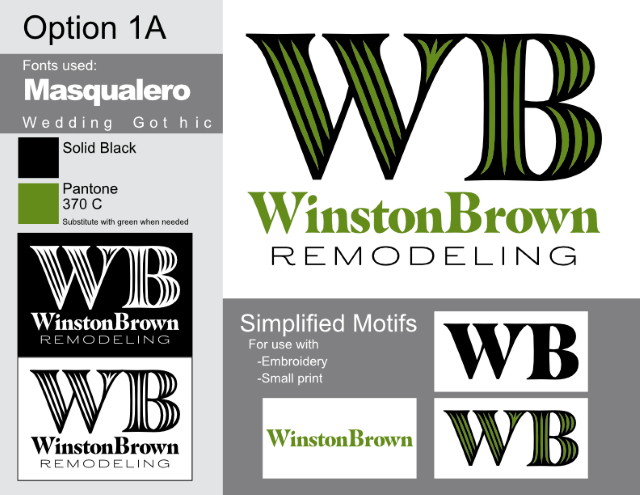 Option 1A
Fonts used:
Masqualero
Wedding Got hic
Solid Black
Pantone
370 C
Substitute with green when needed
WB
WinstonBrown
REMODELING
WB
WinstonBrown
REMODELING
WB
WinstonBrown
REMODELING
Simplified Motifs
For use with
-Embroidery
-Small print
WB
WinstonBrown
WB